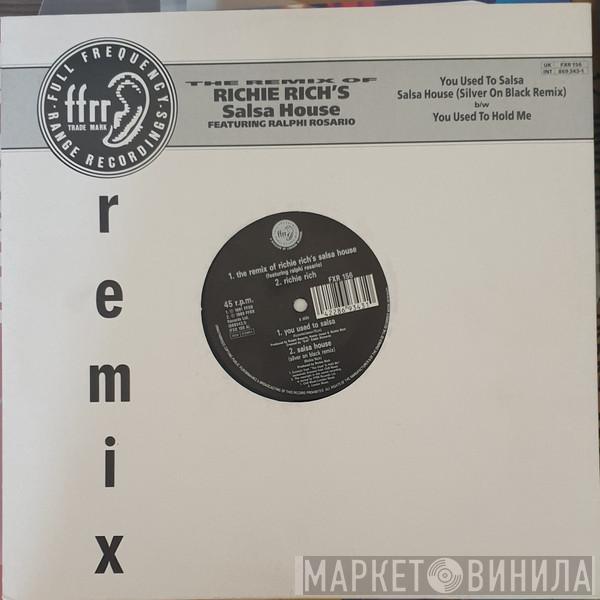 FULL FREQUENCY
ffrr
TRADE MARK
RANGE RECORDINGS
THE REMIX OF
RICHIE RICH'S
Salsa House
FEATURING RALPHI ROSARIO
UK FXR 156
INT 869 343-1
You Used To Salsa
Salsa House (Silver On Black Remix)
b/w
You Used To Hold Me
remix
ffrr
1. the remix of richie rich's salsa house
(featuring ralphi rosario)
2. richie rich
45 r.p.m.
FXR 156
1. you used to salsa
2. salsa house
(silver on black remix)
МАРКЕТ ВИНИЛА